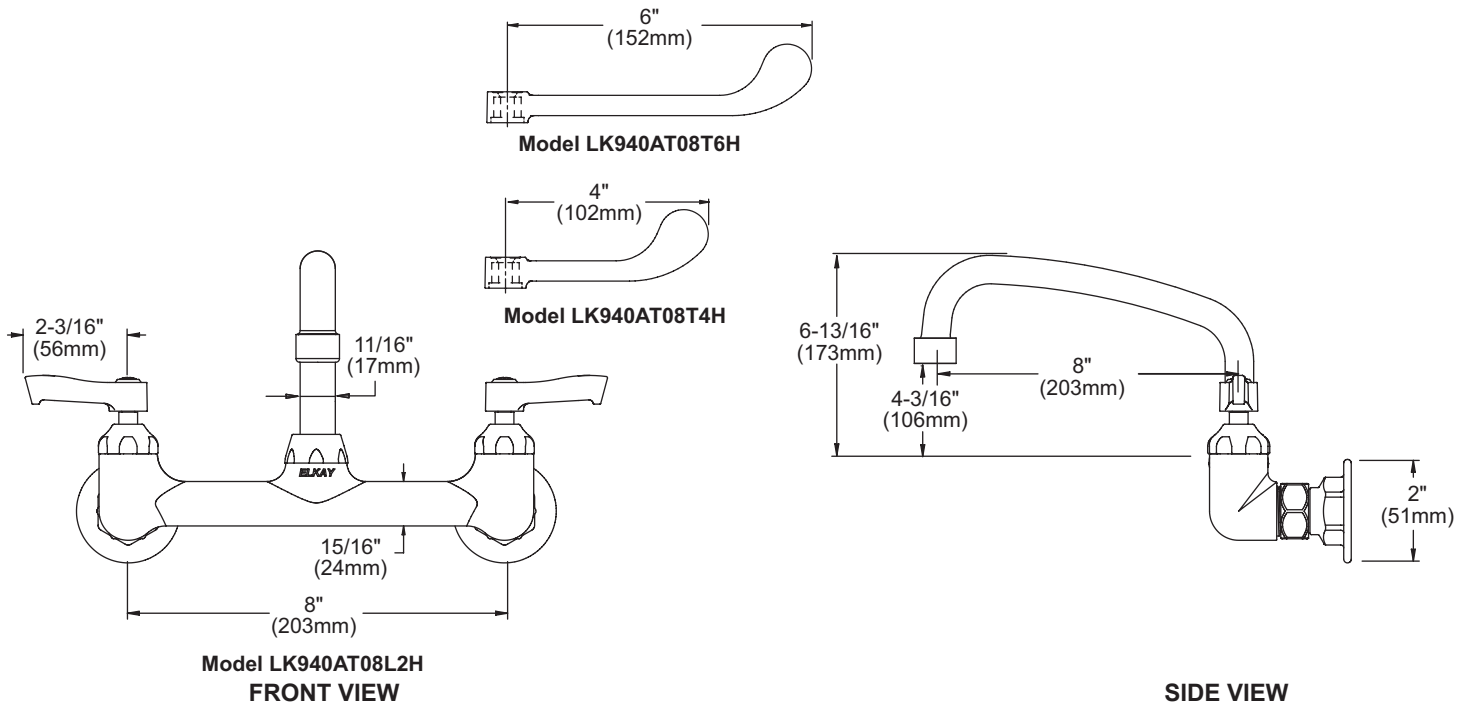 6"
(152mm)
Model LK940AT08T6H
4"
(102mm)
Model LK940AT08T4H
2-3/16"
(56mm)
11/16"
(17mm)
ELKAY
15/16"
(24mm)
8"
(203mm)
Model LK940AT08L2H
FRONT VIEW
6-13/16"
(173mm)
4-3/16"
(106mm)
8"
(203mm)
2"
(51mm)
SIDE VIEW